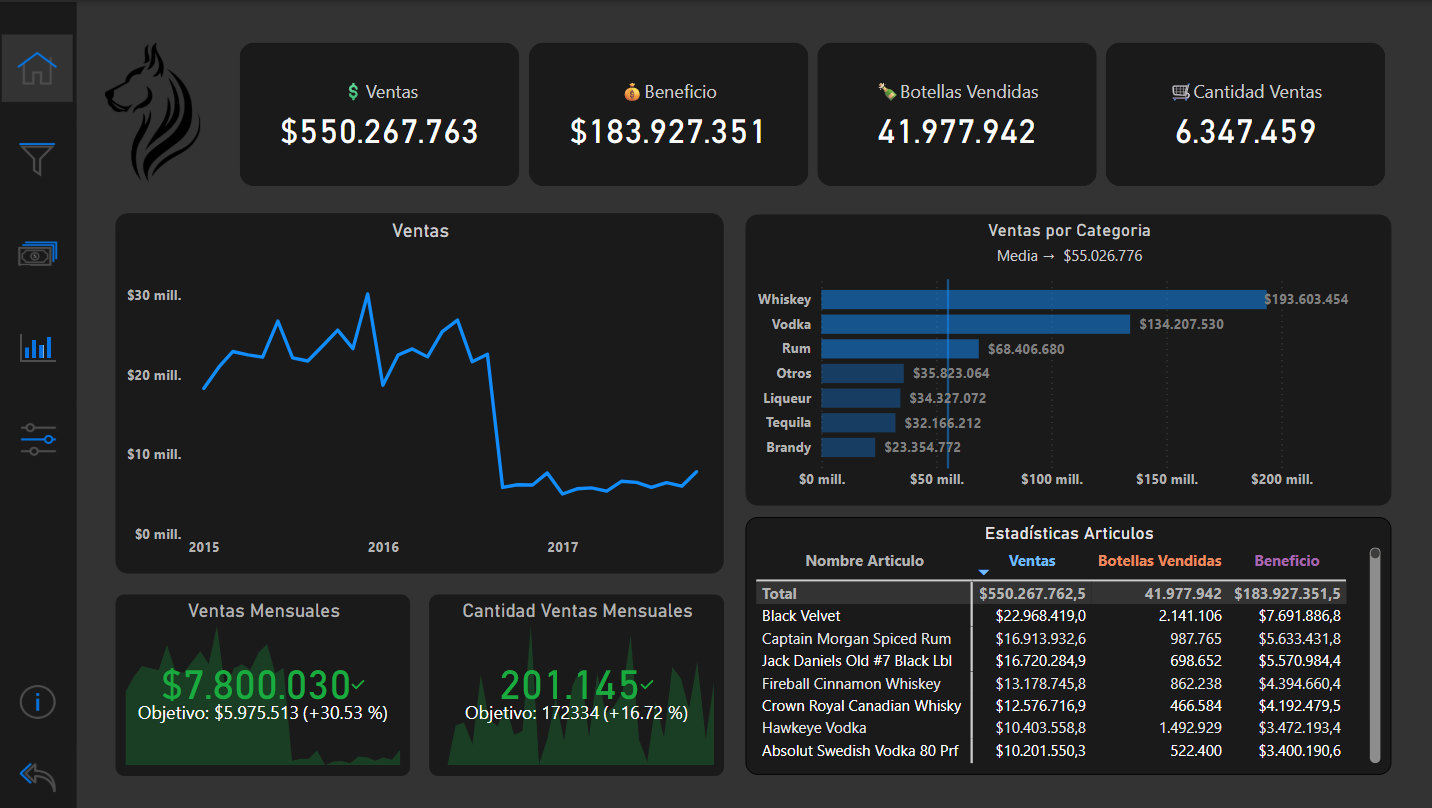 $ Ventas
$550.267.763
Beneficio
$183.927.351
Botellas Vendidas
41.977.942
Cantidad Ventas
6.347.459
Ventas
$30 mill.
$20 mill.
$10 mill.
$0 mill.
2015 2016 2017
Ventas por Categoria
Media → $55.026.776
Whiskey $193.603.454
Vodka $134.207.530
Rum $68.406.680
Otros $35.823.064
Liqueur $34.327.072
Tequila $32.166.212
Brandy $23.354.772
$0 mill. $50 mill. $100 mill. $150 mill. $200 mill.
Ventas Mensuales
$7.800.030
Objetivo: $5.975.513 (+30.53 %)
Cantidad Ventas Mensuales
201.145
Objetivo: 172334 (+16.72 %)
Estadísticas Articulos
Nombre Articulo Ventas Botellas Vendidas Beneficio
Total $550.267.762,5 41.977.942 $183.927.351,5
Black Velvet $22.968.419,0 2.141.106 $7.691.886,8
Captain Morgan Spiced Rum $16.913.932,6 987.765 $5.633.431,8
Jack Daniels Old #7 Black Lbl $16.720.284,9 698.652 $5.570.984,4
Fireball Cinnamon Whiskey $13.178.745,8 862.238 $4.394.660,4
Crown Royal Canadian Whisky $12.576.716,9 466.584 $4.192.479,5
Hawkeye Vodka $10.403.558,8 1.492.929 $3.472.193,4
Absolut Swedish Vodka 80 Prf $10.201.550,3 522.400 $3.400.190,6